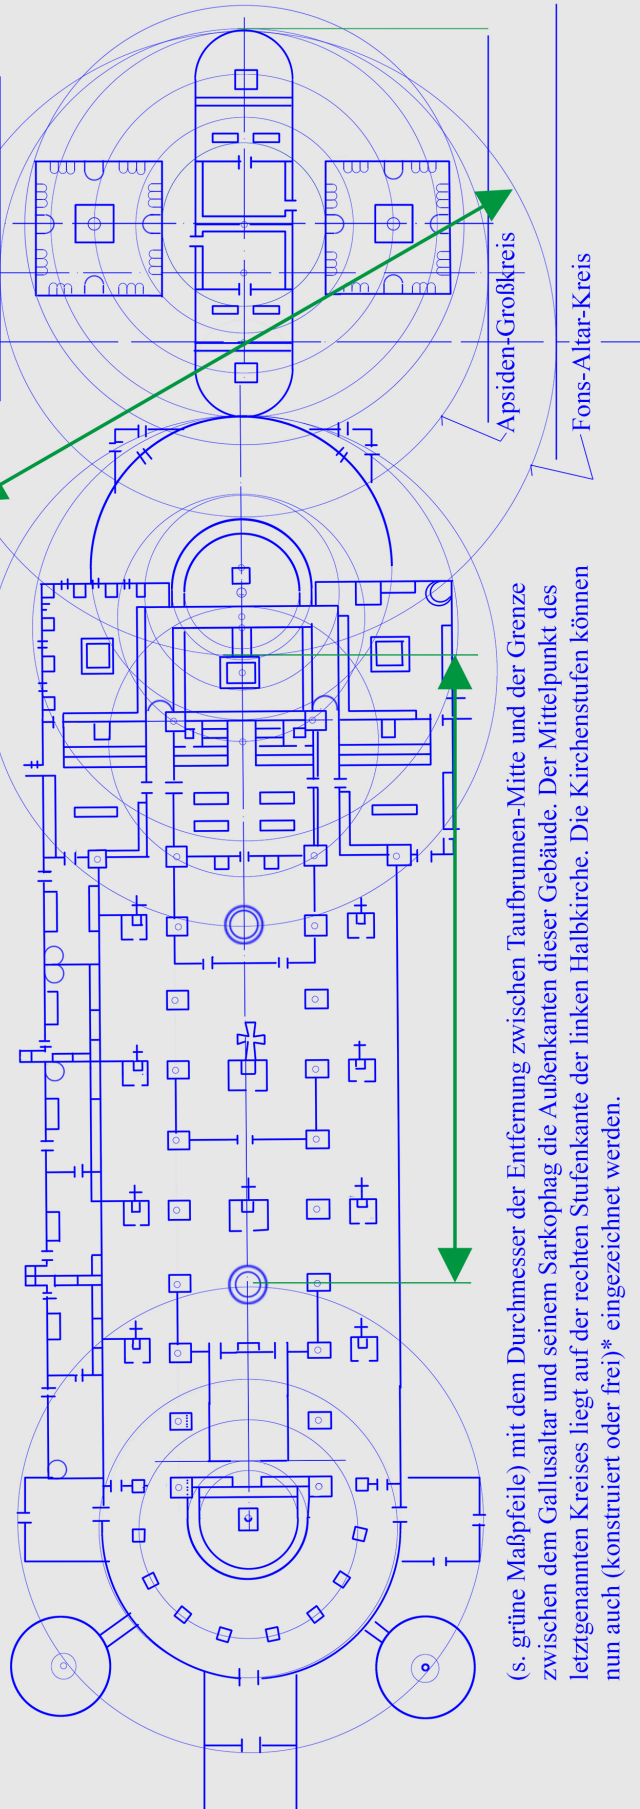 Apsiden-Großkreis
Fons-Altar-Kreis
(s. grüne Maßpfeile) mit dem Durchmesser der Entfernung zwischen Taufbrunnen-Mitte und der Grenze
zwischen dem Gallusaltar und seinem Sarkophag die Außenkanten dieser Gebäude. Der Mittelpunkt des
letztgenannten Kreises liegt auf der rechten Stufenkante der linken Halbkirche. Die Kirchenstufen können
nun auch (konstruiert oder frei)* eingezeichnet werden.